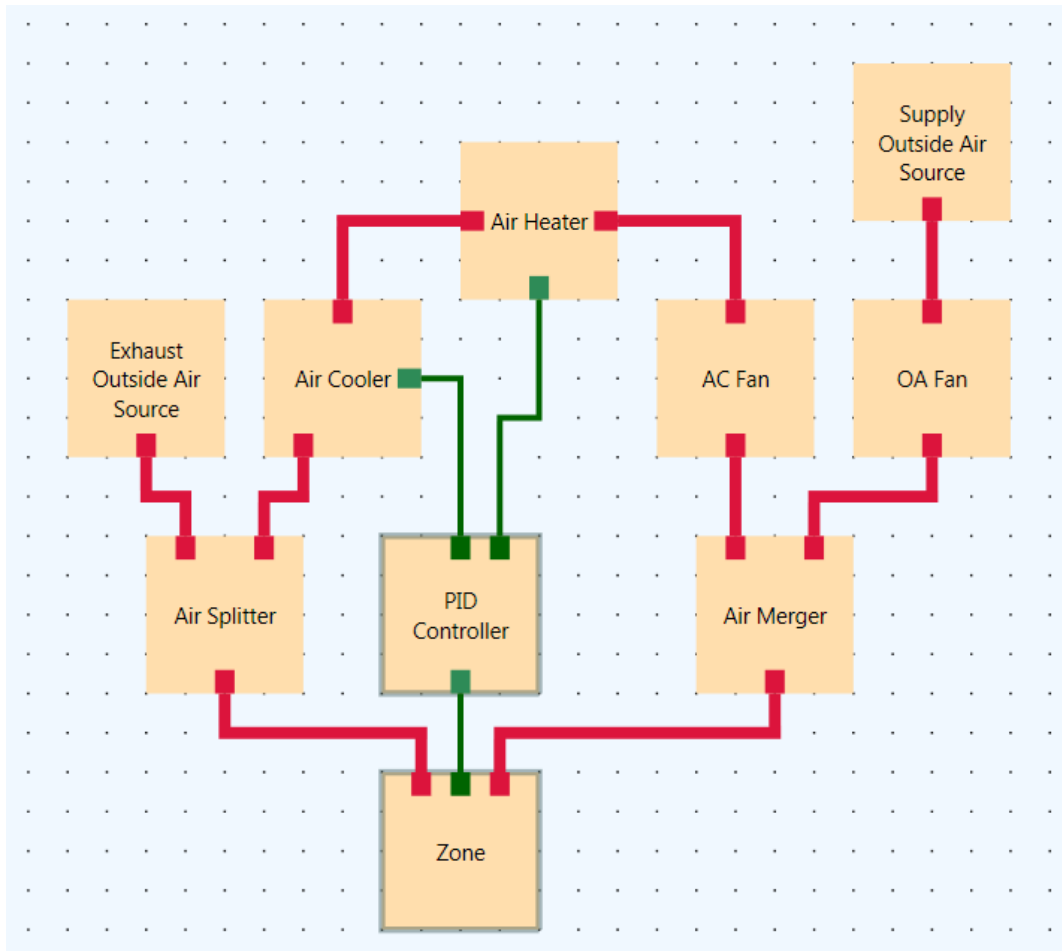 Supply
Outside Air
Source
Air Heater
Exhaust
Outside Air
Source
Air Cooler
AC Fan
OA Fan
Air Splitter
PID
Controller
Air Merger
Zone